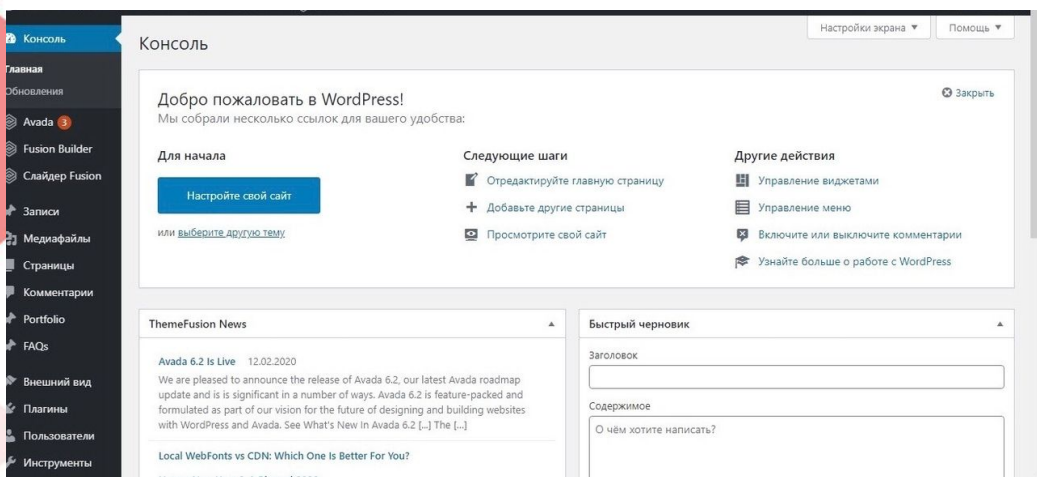 Консоль
Главная
Обновления
Avada 3
Fusion Builder
Слайдер Fusion
Записи
Медиафайлы
Страницы
Комментарии
Portfolio
FAQs
Внешний вид
Плагины
Пользователи
Инструменты
Настройки экрана ▼
Помощь ▼
Консоль
Добро пожаловать в WordPress!
Мы собрали несколько ссылок для вашего удобства:
Закрыть
Для начала
Настройте свой сайт
или выберите другую тему
Следующие шаги
Отредактируйте главную страницу
Добавьте другие страницы
Просмотрите свой сайт
Другие действия
Управление виджетами
Управление меню
Включите или выключите комментарии
Узнайте больше о работе с WordPress
ThemeFusion News
Avada 6.2 Is Live 12.02.2020
We are pleased to announce the release of Avada 6.2, our latest Avada roadmap
update and is is significant in a number of ways. Avada 6.2 is feature-packed and
formulated as part of our vision for the future of designing and building websites
with WordPress and Avada. See What's New In Avada 6.2 [...] The [...]
Local WebFonts vs CDN: Which One Is Better For You?
Быстрый черновик
Заголовок
Содержимое
О чём хотите написать?